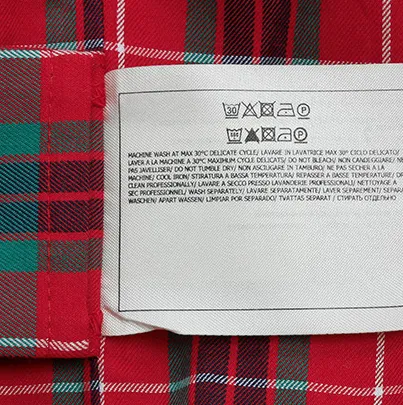 30 P
P
MACHINE WASH AT MAX 30°C DELICATE CYCLE/ LAVARE IN LAVATRICE MAX 30° CICLO DELICATO/
LAVER A LA MACHINE A 30°C MAXIMUM CYCLE DELICAT/ DO NOT BLEACH/ NON CANDEGGIARE/ NE
PAS JAVELLISER/ DO NOT TUMBLE DRY/ NON ASCIUGARE IN TAMBURO/ NE PAS SECHER A LA
MACHINE/ COOL IRON/ STIRATURA A BASSA TEMPERATURA/ REPASSER A BASSE TEMPERATURE/ DRY
CLEAN PROFESSIONALLY/ LAVARE A SECCO PRESSO LAVANDERIE PROFESSIONALI/ NETTOYAGE A
SEC PROFESSIONNEL/ WASH SEPARATELY/ LAVARE SEPARATAMENTE/ LAVER SEPAREMENT/ SEPARAT
WASCHEN/ APART WASSEN/ LIMPIAR POR SEPARADO/ TVATTAS SEPARAT / СТИРАТЬ ОТДЕЛЬНО